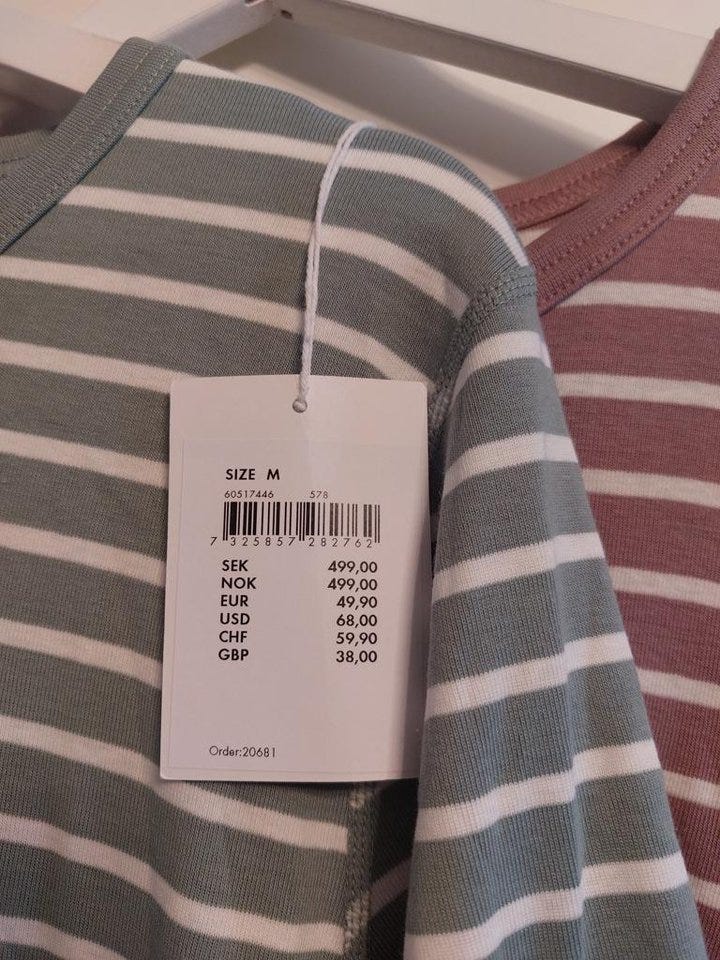 SIZE M
60517446 578
7 325857 282762
SEK 499,00
NOK 499,00
EUR 49,90
USD 68,00
CHF 59,90
GBP 38,00
Order:20681